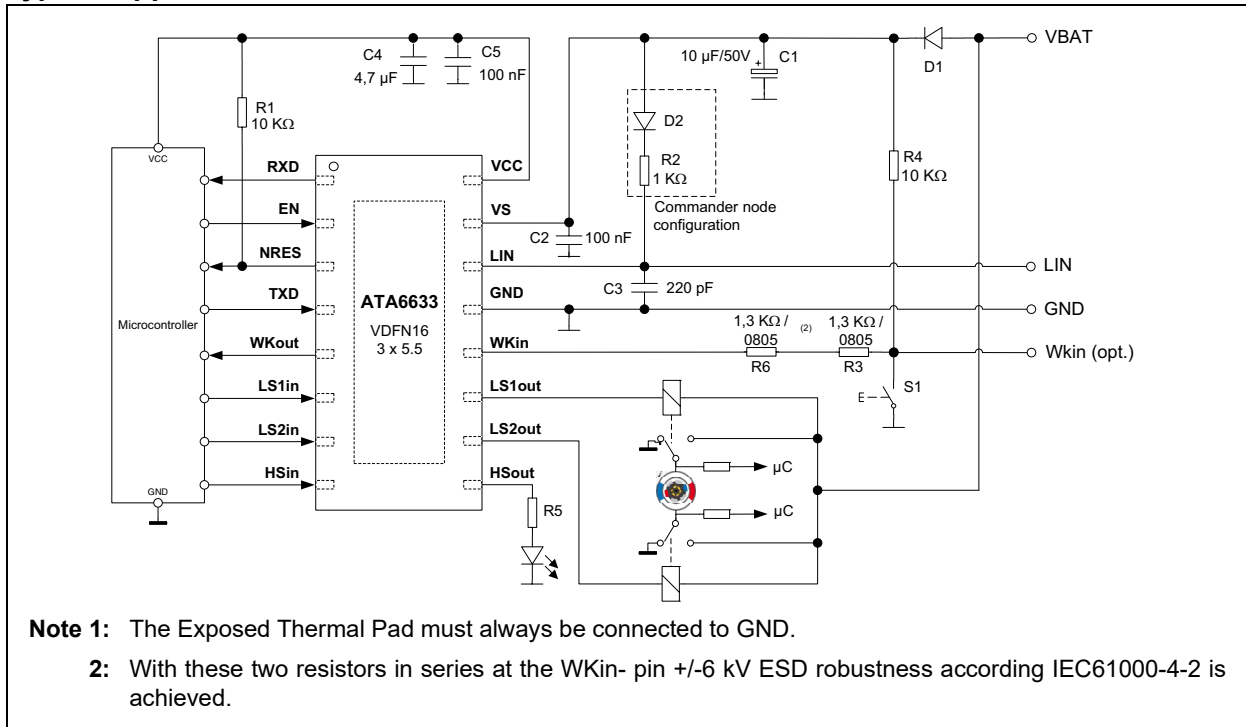 VBAT
D1
10 µF/50V
+
C1
C4
4,7 µF
C5
100 nF
R1
10 KΩ
D2
R2
1 KΩ
Commander node
configuration
R4
10 KΩ
VCC
RXD
VCC
EN
VS
C2
100 nF
NRES
LIN
LIN
ATA6633
VDFN16
3 x 5.5
TXD
GND
C3
220 pF
GND
Microcontroller
WKout
WKin
1,3 KΩ /
0805
R6
(2)
1,3 KΩ /
0805
R3
Wkin (opt.)
S1
E
LS1in
LS1out
LS2in
LS2out
HSin
HSout
µC
µC
GND
R5
Note 1: The Exposed Thermal Pad must always be connected to GND.
2: With these two resistors in series at the WKin- pin +/-6 kV ESD robustness according IEC61000-4-2 is
achieved.